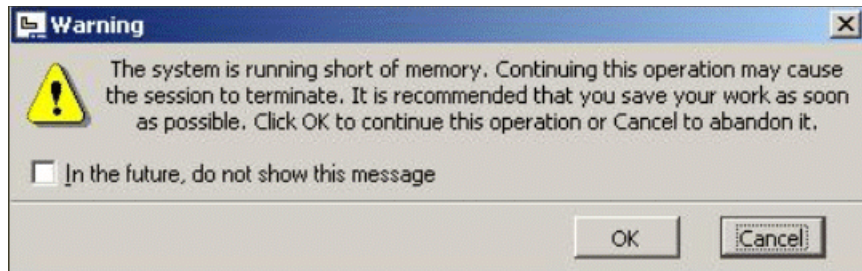 Warning
The system is running short of memory. Continuing this operation may cause
the session to terminate. It is recommended that you save your work as soon
as possible. Click OK to continue this operation or Cancel to abandon it.
In the future, do not show this message
OK Cancel